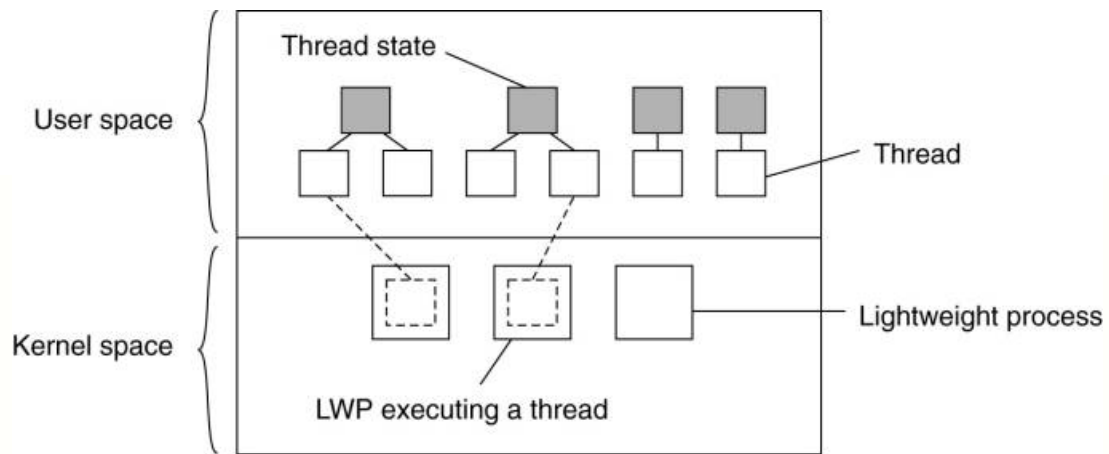 Thread state
User space
Thread
Lightweight process
Kernel space
LWP executing a thread